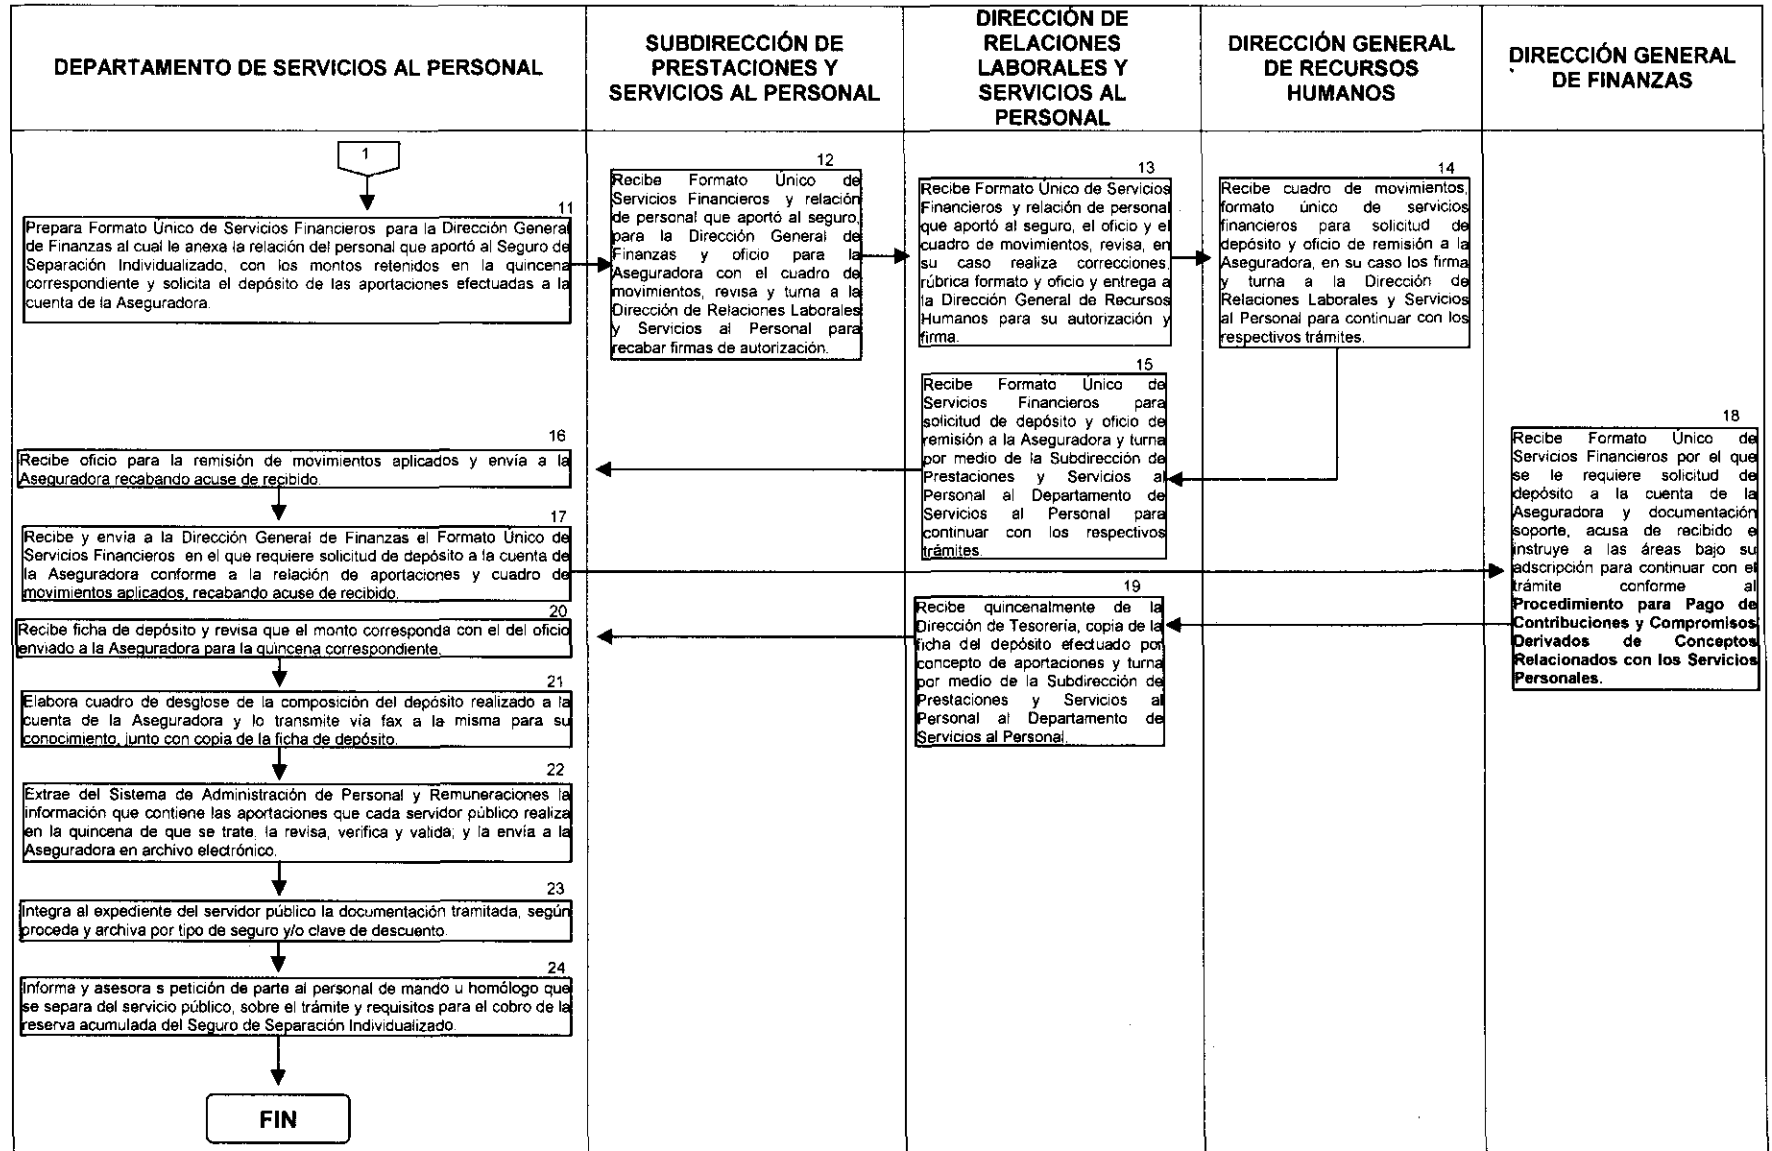 DEPARTAMENTO DE SERVICIOS AL PERSONAL
SUBDIRECCIÓN DE
PRESTACIONES Y
SERVICIOS AL PERSONAL
DIRECCIÓN DE
RELACIONES
LABORALES Y
SERVICIOS AL
PERSONAL
DIRECCIÓN GENERAL
DE RECURSOS
HUMANOS
DIRECCIÓN GENERAL
DE FINANZAS
1
11
Prepara Formato Único de Servicios Financieros para la Dirección General
de Finanzas al cual le anexa la relación del personal que aportó al Seguro de
Separación Individualizado, con los montos retenidos en la quincena
correspondiente y solicita el depósito de las aportaciones efectuadas a la
cuenta de la Aseguradora.
12
Recibe Formato Único de
Servicios Financieros y relación
de personal que aportó al seguro,
para la Dirección General de
Finanzas y oficio para la
Aseguradora con el cuadro de
movimientos, revisa y turna a la
Dirección de Relaciones Laborales
y Servicios al Personal para
recabar firmas de autorización.
13
Recibe Formato Único de Servicios
Financieros y relación de personal
que aportó al seguro, el oficio y el
cuadro de movimientos, revisa, en
su caso realiza correcciones,
rúbrica formato y oficio y entrega a
la Dirección General de Recursos
Humanos para su autorización y
firma.
14
Recibe cuadro de movimientos,
formato único de servicios
financieros para solicitud de
depósito y oficio de remisión a la
Aseguradora, en su caso los firma
y turna a la Dirección de
Relaciones Laborales y Servicios
al Personal para continuar con los
respectivos trámites.
15
Recibe Formato Único de
Servicios Financieros para
solicitud de depósito y oficio de
remisión a la Aseguradora y turna
por medio de la Subdirección de
Prestaciones y Servicios al
Personal al Departamento de
Servicios al Personal para
continuar con los respectivos
trámites.
16
Recibe oficio para la remisión de movimientos aplicados y envía a la
Aseguradora recabando acuse de recibido.
17
Recibe y envía a la Dirección General de Finanzas el Formato Único de
Servicios Financieros en el que requiere solicitud de depósito a la cuenta de
la Aseguradora conforme a la relación de aportaciones y cuadro de
movimientos aplicados, recabando acuse de recibido.
18
Recibe Formato Único de
Servicios Financieros por el que
se le requiere solicitud de
depósito a la cuenta de la
Aseguradora y documentación
soporte, acusa de recibido e
instruye a las áreas bajo su
adscripción para continuar con el
trámite conforme al
Procedimiento para Pago de
Contribuciones y Compromisos
Derivados de Conceptos
Relacionados con los Servicios
Personales.
19
Recibe quincenalmente de la
Dirección de Tesorería, copia de la
ficha del depósito efectuado por
concepto de aportaciones y turna
por medio de la Subdirección de
Prestaciones y Servicios al
Personal al Departamento de
Servicios al Personal.
20
Recibe ficha de depósito y revisa que el monto corresponda con el del oficio
enviado a la Aseguradora para la quincena correspondiente.
21
Elabora cuadro de desglose de la composición del depósito realizado a la
cuenta de la Aseguradora y lo transmite vía fax a la misma para su
conocimiento, junto con copia de la ficha de depósito.
22
Extrae del Sistema de Administración de Personal y Remuneraciones la
información que contiene las aportaciones que cada servidor público realiza
en la quincena de que se trate, la revisa, verifica y valida; y la envía a la
Aseguradora en archivo electrónico.
23
Integra al expediente del servidor público la documentación tramitada, según
proceda y archiva por tipo de seguro y/o clave de descuento.
24
Informa y asesora s petición de parte al personal de mando u homólogo que
se separa del servicio público, sobre el trámite y requisitos para el cobro de la
reserva acumulada del Seguro de Separación Individualizado.
FIN